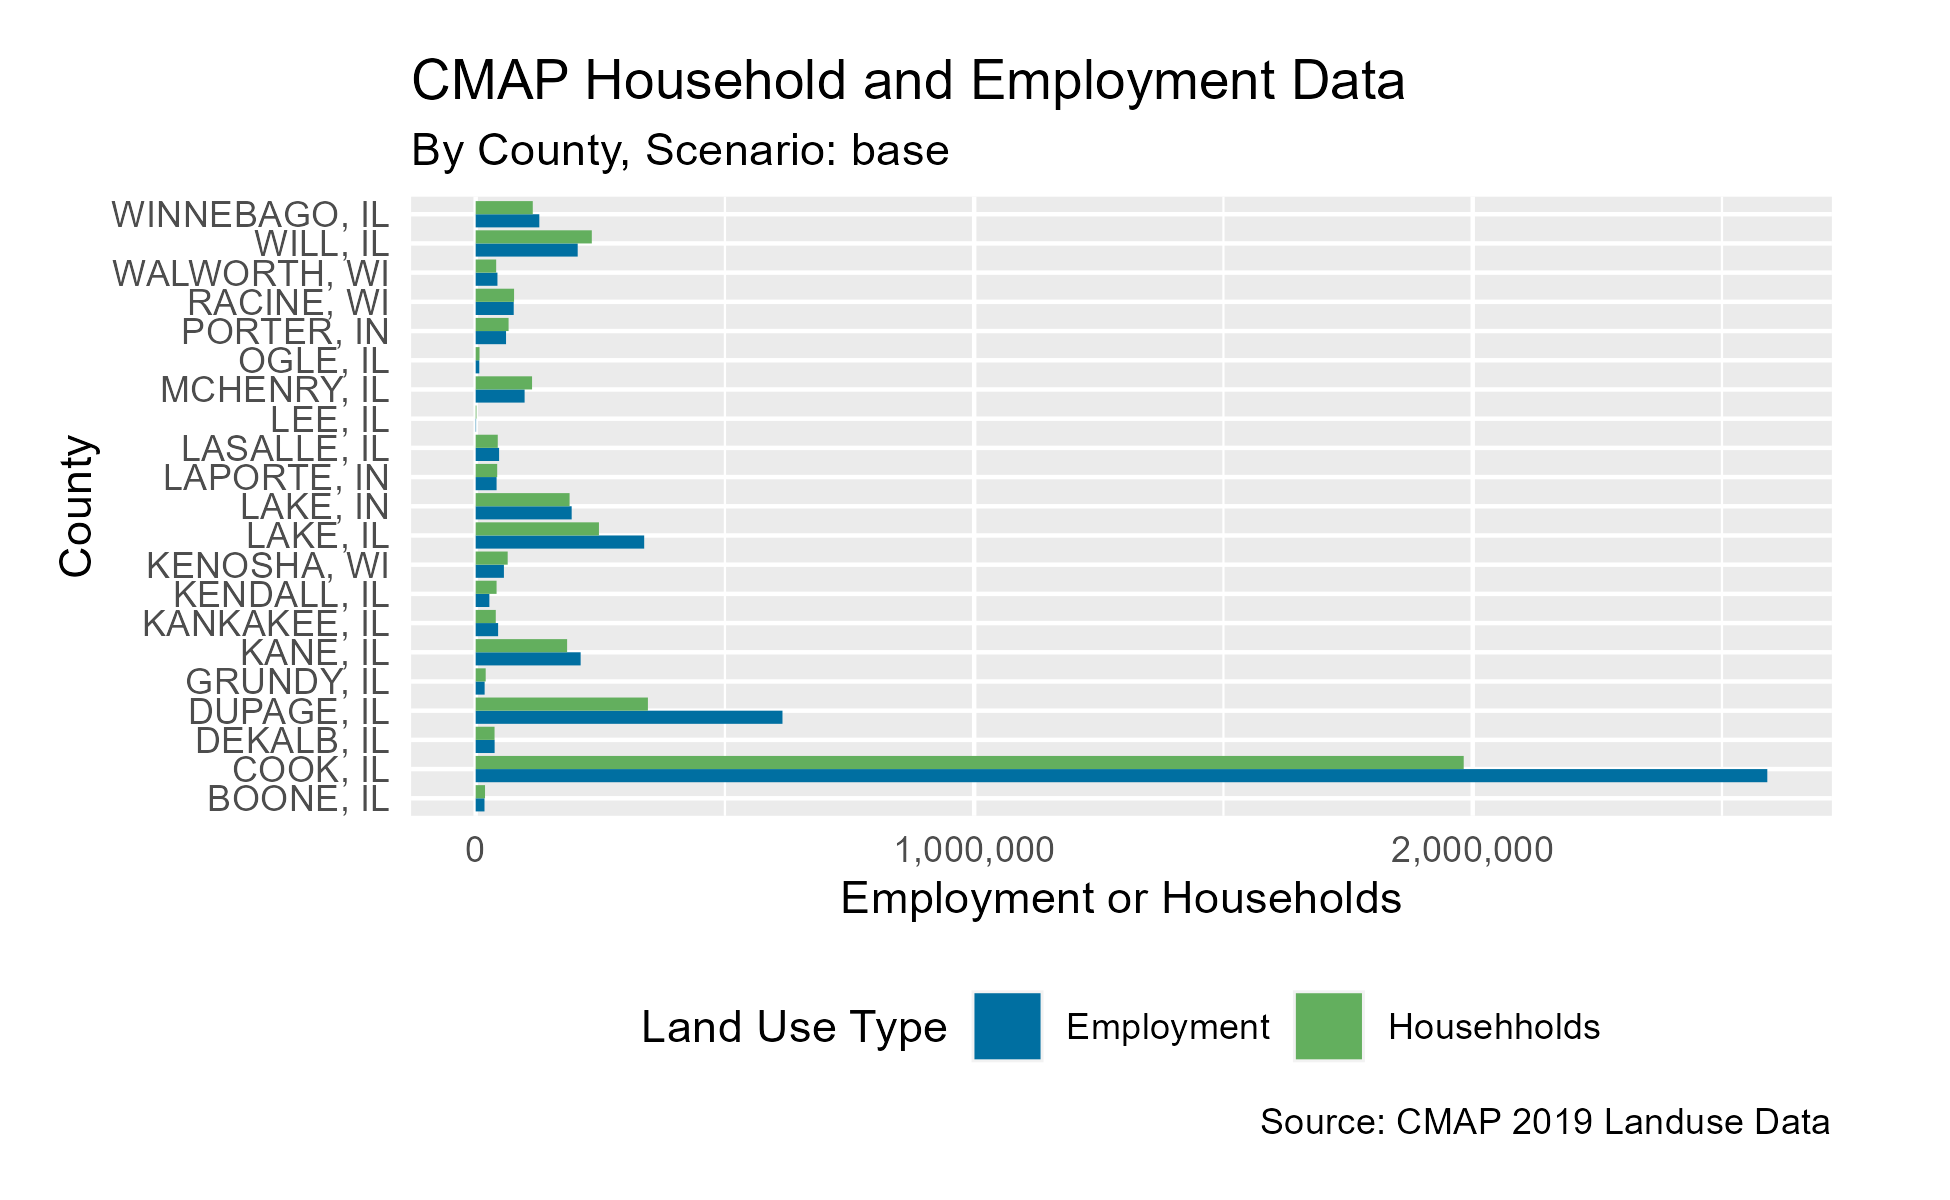 CMAP Household and Employment Data
By County, Scenario: base
WINNEBAGO, IL
WILL, IL
WALWORTH, WI
RACINE, WI
PORTER, IN
OGLE, IL
MCHENRY, IL
LEE, IL
LASALLE, IL
LAPORTE, IN
LAKE, IN
LAKE, IL
KENOSHA, WI
KENDALL, IL
KANKAKEE, IL
KANE, IL
GRUNDY, IL
DUPAGE, IL
DEKALB, IL
COOK, IL
BOONE, IL
County
0 1,000,000 2,000,000
Employment or Households
Land Use Type Employment Househholds
Source: CMAP 2019 Landuse Data